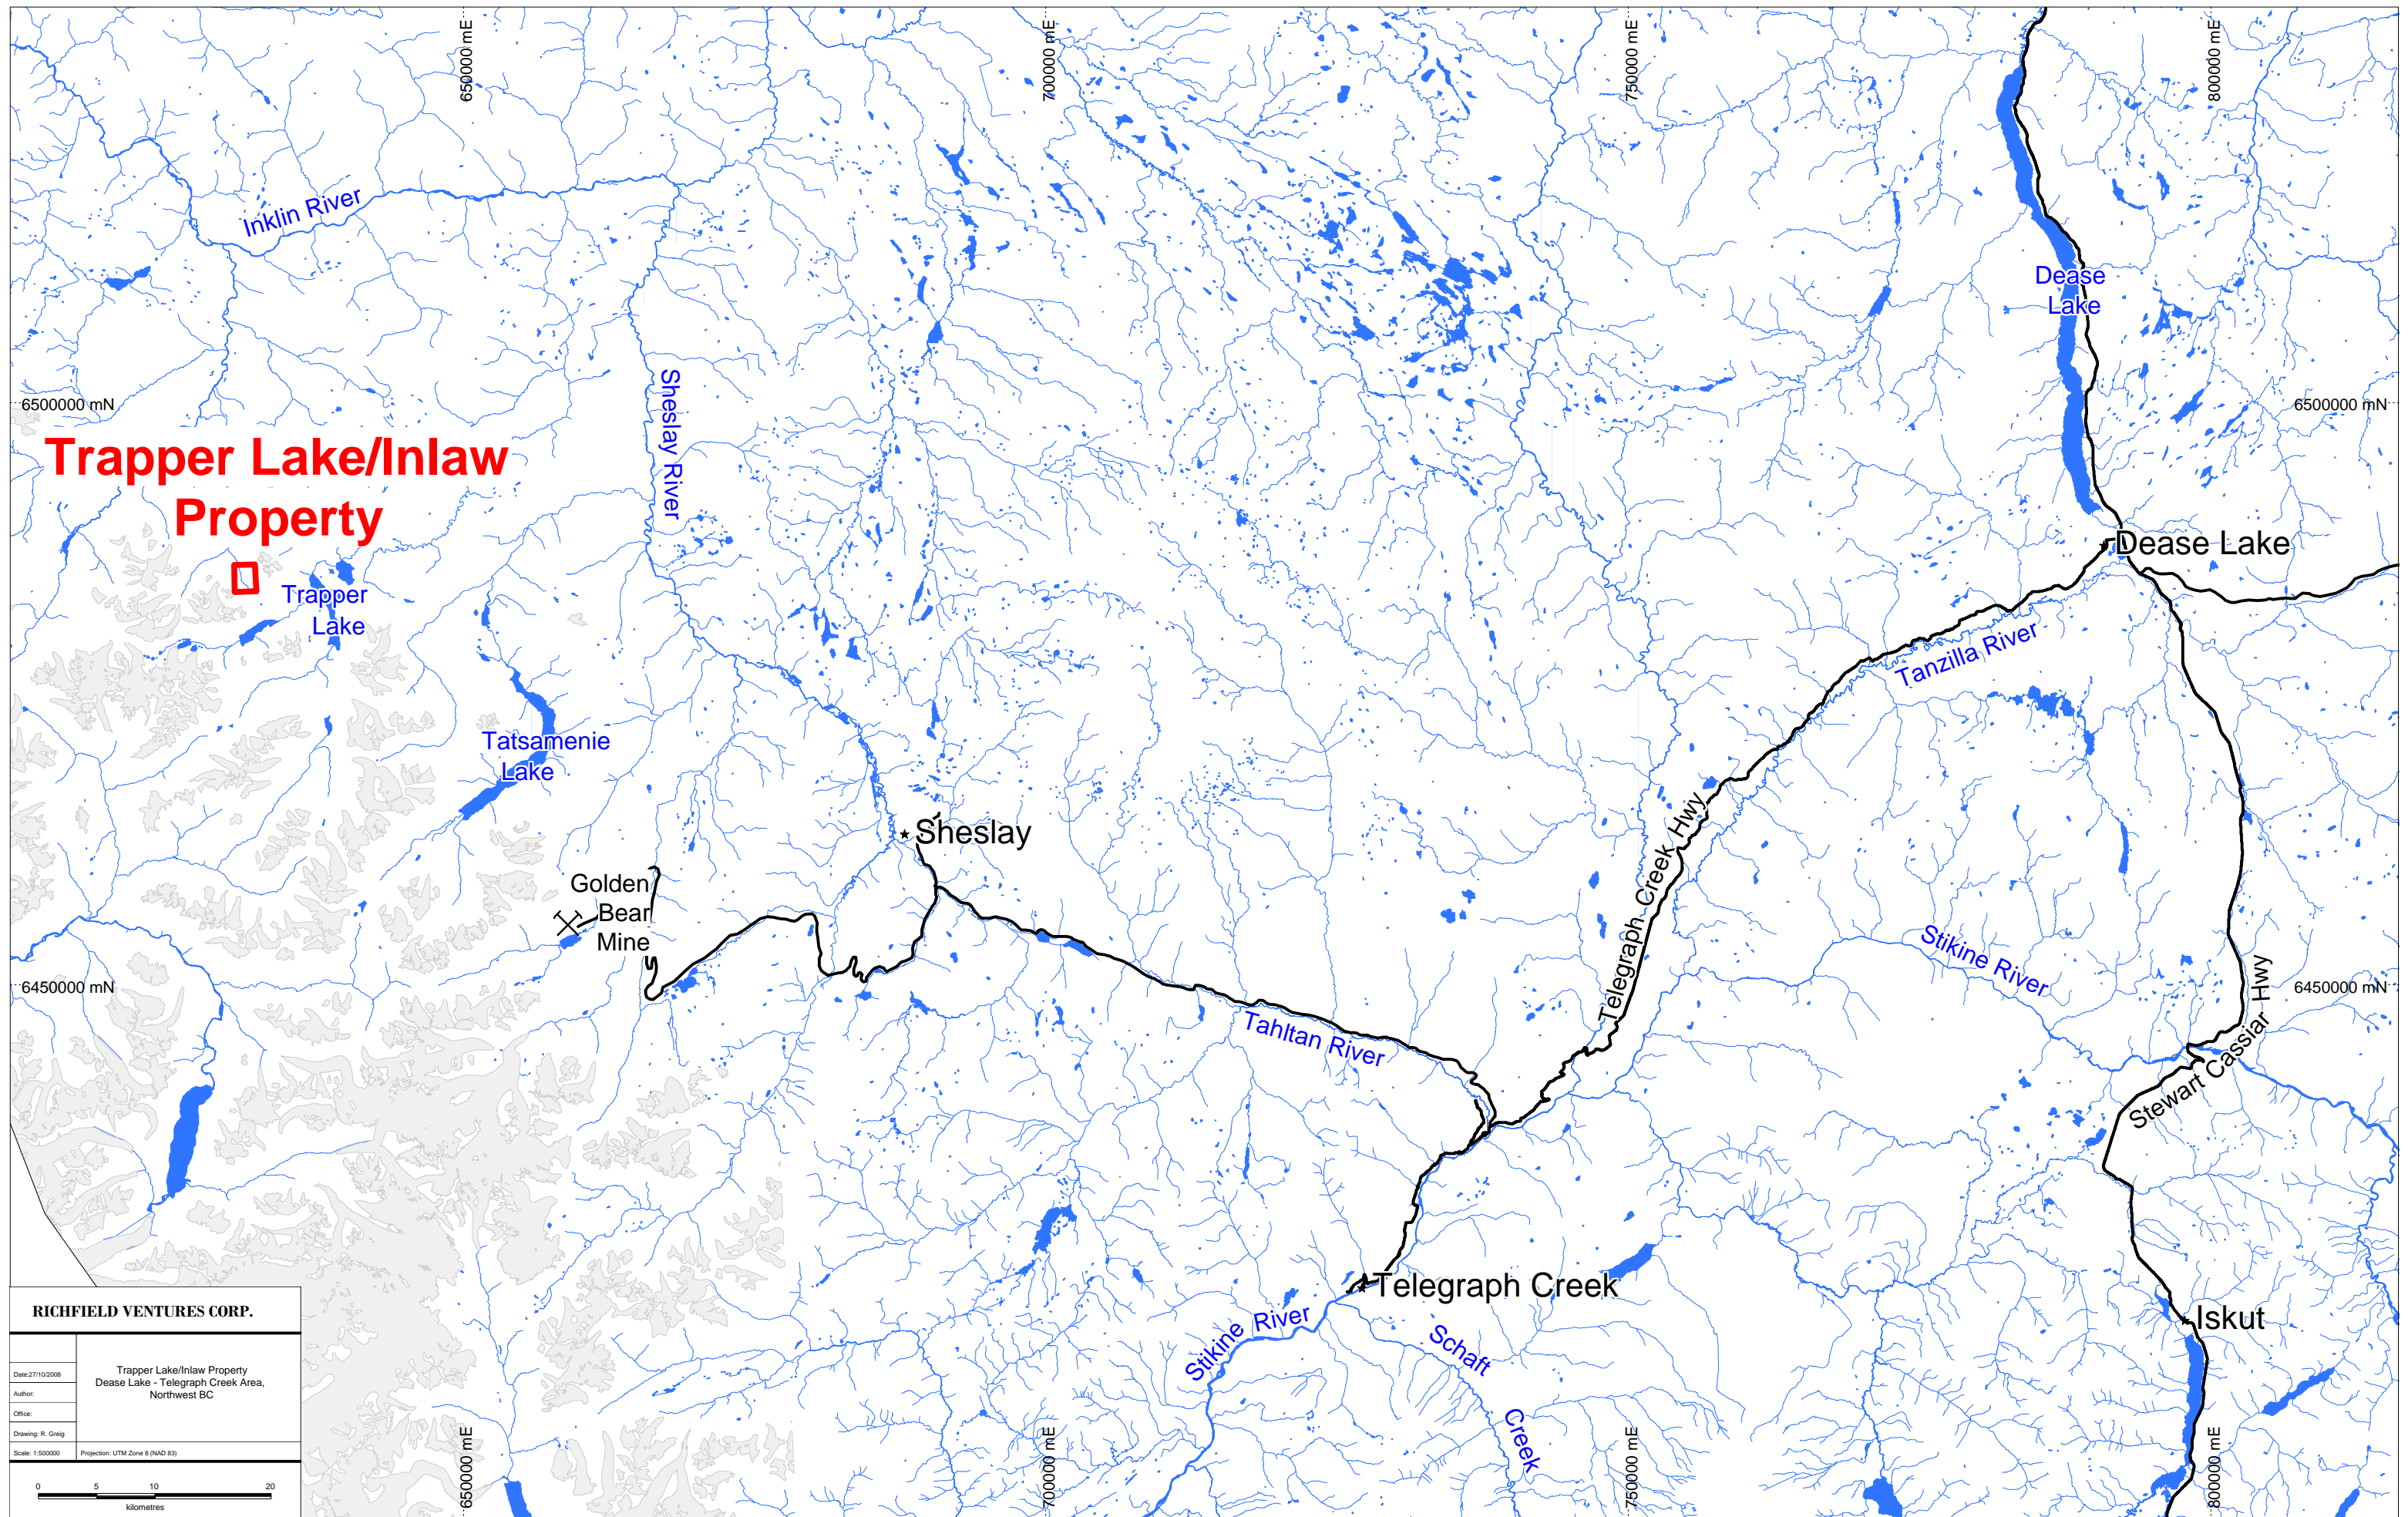 650000 mE
700000 mE
750000 mE
800000 mE
Inklin River
Dease
Lake
Sheslay River
6500000 mN
6500000 mN
Trapper Lake/Inlaw
Property
Dease Lake
Trapper
Lake
Tanzilla River
Tatsamenie
Lake
Sheslay
Telegraph Creek Hwy
Golden
Bear
Mine
Stikine River
6450000 mN
6450000 mN
Tahltan River
Stewart Cassiar Hwy
Telegraph Creek
Iskut
Stikine River
Schaft
Creek
RICHFIELD VENTURES CORP.
Trapper Lake/Inlaw Property
Dease Lake - Telegraph Creek Area,
Northwest BC
Date:27/10/2008
Author:
Office:
Drawing: R. Greig
Scale: 1:500000
Projection: UTM Zone 8 (NAD 83)
0 5 10 20
kilometres
650000 mE
700000 mE
750000 mE
800000 mE